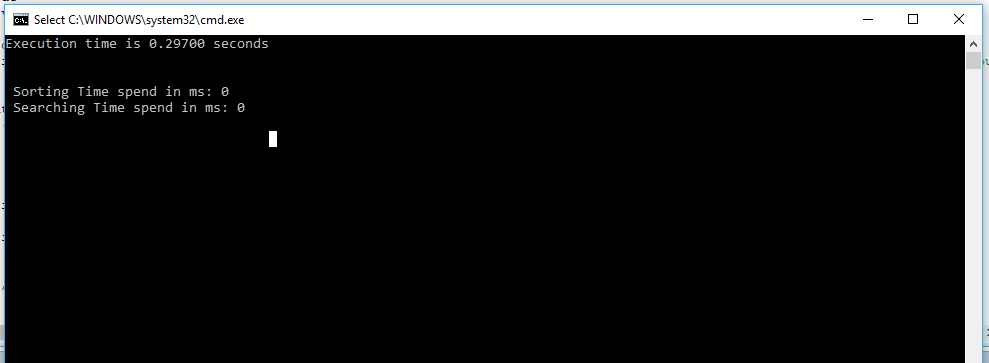 Select C:\WINDOWS\system32\cmd.exe
Execution time is 0.29700 seconds
Sorting Time spend in ms: 0
Searching Time spend in ms: 0